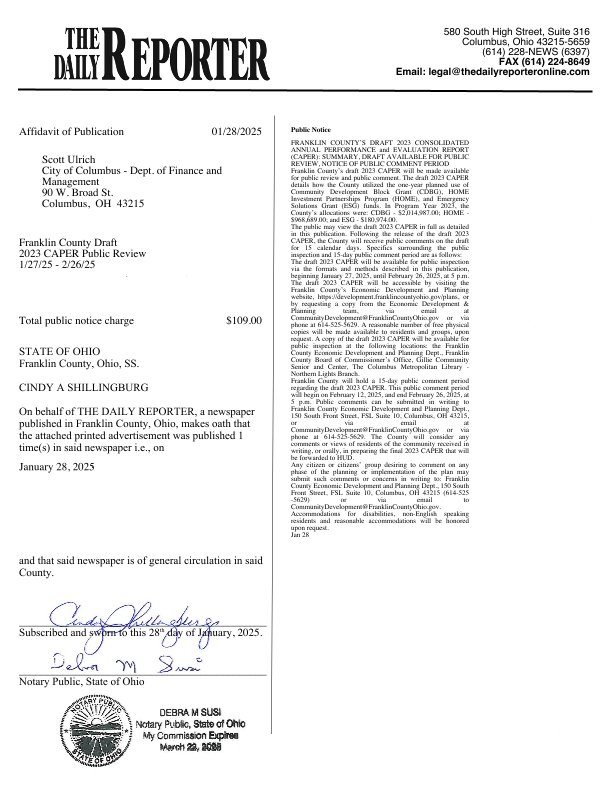 THE
DAILY REPORTER
580 South High Street, Suite 316
Columbus, Ohio 43215-5659
(614) 228-NEWS (6397)
FAX (614) 224-8649
Email: legal@thedailyreporteronline.com
Affidavit of Publication 01/28/2025
Scott Ulrich
City of Columbus - Dept. of Finance and
Management
90 W. Broad St.
Columbus, OH 43215
Franklin County Draft
2023 CAPER Public Review
1/27/25 - 2/26/25
Total public notice charge $109.00
STATE OF OHIO
Franklin County, Ohio, SS.
CINDY A SHILLINGBURG
On behalf of THE DAILY REPORTER, a newspaper
published in Franklin County, Ohio, makes oath that
the attached printed advertisement was published 1
time(s) in said newspaper i.e., on
January 28, 2025
and that said newspaper is of general circulation in said
County.
Cindy Shillingburg
Subscribed and sworn to this 28th day of January, 2025.
Debra M Susi
Notary Public, State of Ohio
NOTARY PUBLIC
STATE OF OHIO
DEBRA M SUSI
Notary Public, State of Ohio
My Commission Expires
March 22,
Public Notice
FRANKLIN COUNTY'S DRAFT 2023 CONSOLIDATED
ANNUAL PERFORMANCE and EVALUATION REPORT
(CAPER): SUMMARY, DRAFT AVAILABLE FOR PUBLIC
REVIEW, NOTICE OF PUBLIC COMMENT PERIOD
Franklin County's draft 2023 CAPER will be made available
for public review and public comment. The draft 2023 CAPER
details how the County utilized the one-year planned use of
Community Development Block Grant (CDBG), HOME
Investment Partnerships Program (HOME), and Emergency
Solutions Grant (ESG) funds. In Program Year 2023, the
County's allocations were: CDBG - $2,014,987.00; HOME -
$968,689.00; and ESG - $180,974.00.
The public may view the draft 2023 CAPER in full as detailed
in this publication. Following the release of the draft 2023
CAPER, the County will receive public comments on the draft
for 15 calendar days. Specifics surrounding the public
inspection and 15-day public comment period are as follows:
The draft 2023 CAPER will be available for public inspection
via the formats and methods described in this publication,
beginning January 27, 2025, until February 26, 2025, at 5 p.m.
The draft 2023 CAPER will be accessible by visiting the
Franklin County's Economic Development and Planning
website, https://development.franklincountyohio.gov/plans, or
by requesting a copy from the Economic Development &
Planning team, via email at
CommunityDevelopment@FranklinCountyOhio.gov or via
phone at 614-525-5629. A reasonable number of free physical
copies will be made available to residents and groups, upon
request. A copy of the draft 2023 CAPER will be available for
public inspection at the following locations: the Franklin
County Economic Development and Planning Dept., Franklin
County Board of Commissioner's Office, Gillie Community
Senior and Center, The Columbus Metropolitan Library -
Northern Lights Branch.
Franklin County will hold a 15-day public comment period
regarding the draft 2023 CAPER. This public comment period
will begin on February 12, 2025, and end February 26, 2025, at
5 p.m. Public comments can be submitted in writing to
Franklin County Economic Development and Planning Dept.,
150 South Front Street, FSL Suite 10, Columbus, OH 43215,
or via email to
CommunityDevelopment@FranklinCountyOhio.gov or via
phone at 614-525-5629. The County will consider any
comments or views of residents of the community received in
writing, or orally, in preparing the final 2023 CAPER that will
be forwarded to HUD.
Any citizen or citizens' group desiring to comment on any
phase of the planning or implementation of the plan may
submit such comments or concerns in writing to: Franklin
County Economic Development and Planning Dept., 150 South
Front Street, FSL Suite 10, Columbus, OH 43215 (614-525
-5629) or via email to
CommunityDevelopment@FranklinCountyOhio.gov.
Accommodations for disabilities, non-English speaking
residents and reasonable accommodations will be honored
upon request.
Jan 28